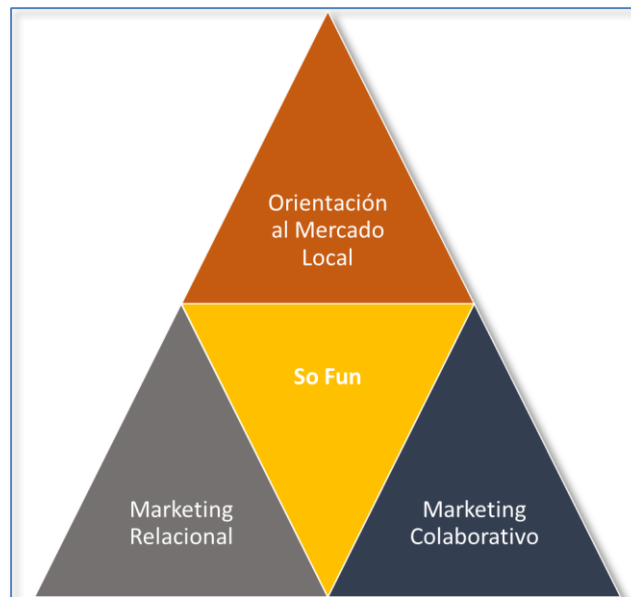 Orientación
al Mercado
Local
So Fun
Marketing
Relacional
Marketing
Colaborativo